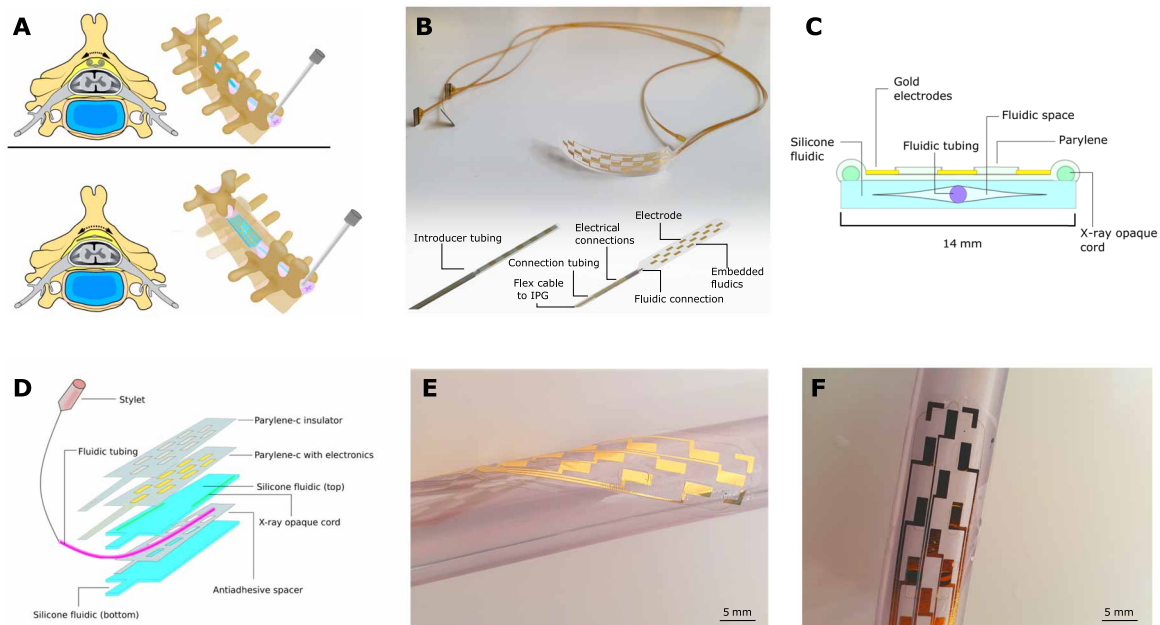 A
B
C
Gold
electrodes
Fluidic space
Silicone
fluidic
Fluidic tubing
Parylene
X-ray opaque
cord
14 mm
Electrode
Electrical
connections
Introducer tubing
Connection tubing
Embedded
fludics
Flex cable
to IPG
Fluidic connection
D
Stylet
Parylene-c insulator
Fluidic tubing
Parylene-c with electronics
Silicone fluidic (top)
X-ray opaque cord
Antiadhesive spacer
Silicone fluidic (bottom)
E
5 mm
F
5 mm